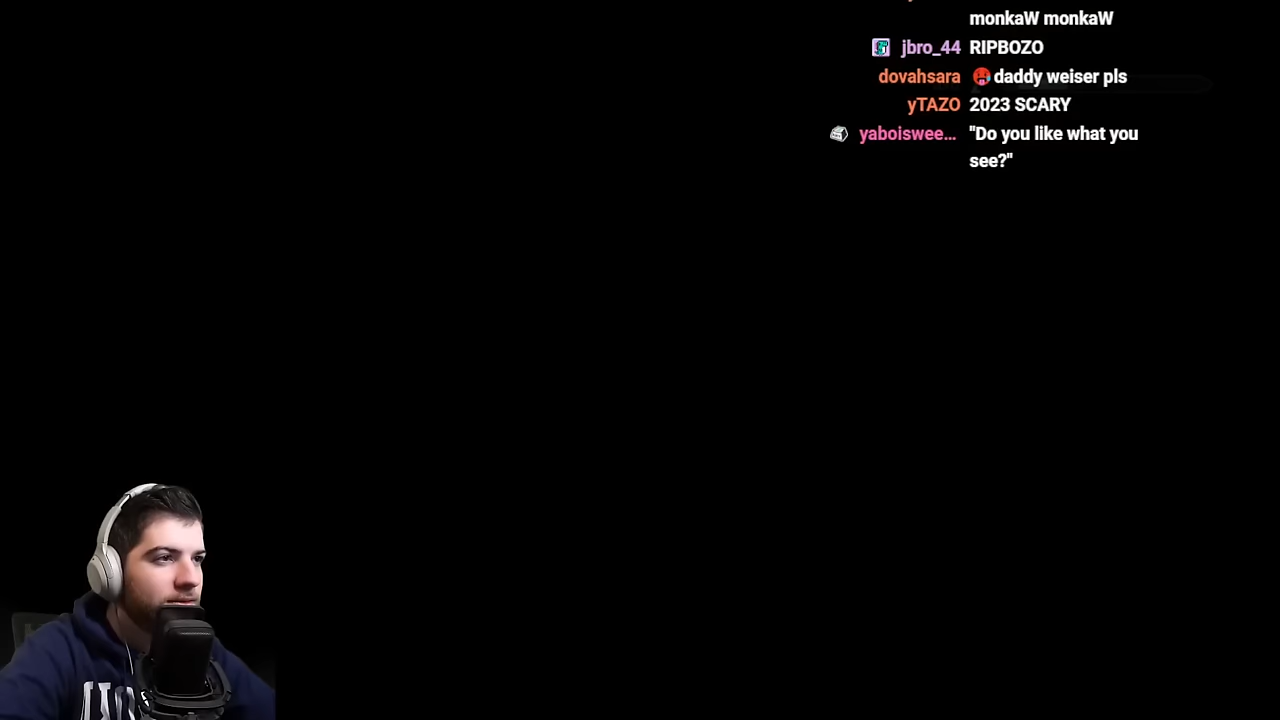 monkaW monkaW
jbro_44 RIPBOZO
dovahsara 🥵 daddy weiser pls
yTAZO 2023 SCARY
yaboiswee... "Do you like what you
see?"